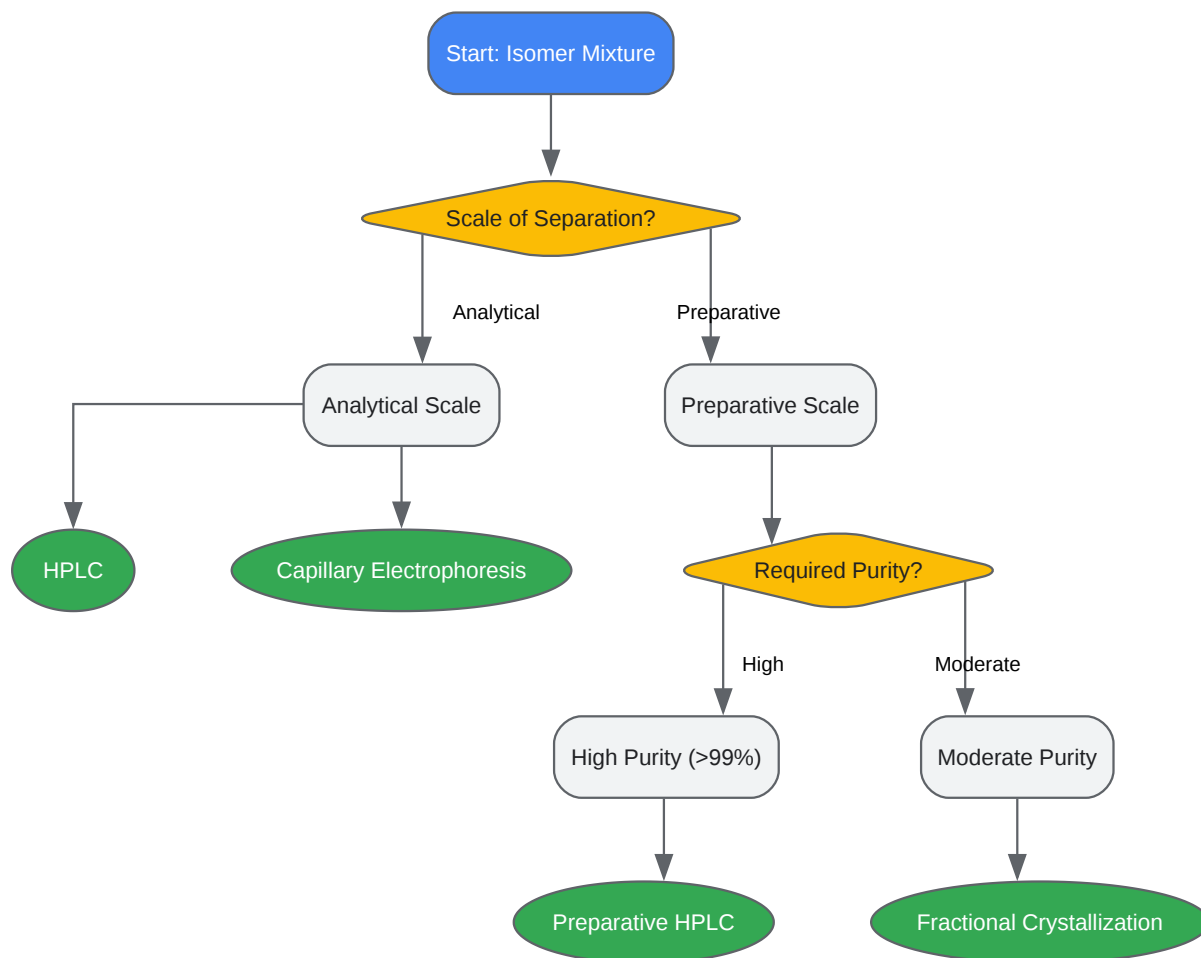 Start: Isomer Mixture
Scale of Separation?
Analytical
Preparative
Analytical Scale
Preparative Scale
HPLC
Capillary Electrophoresis
Required Purity?
High
Moderate
High Purity (>99%)
Moderate Purity
Preparative HPLC
Fractional Crystallization